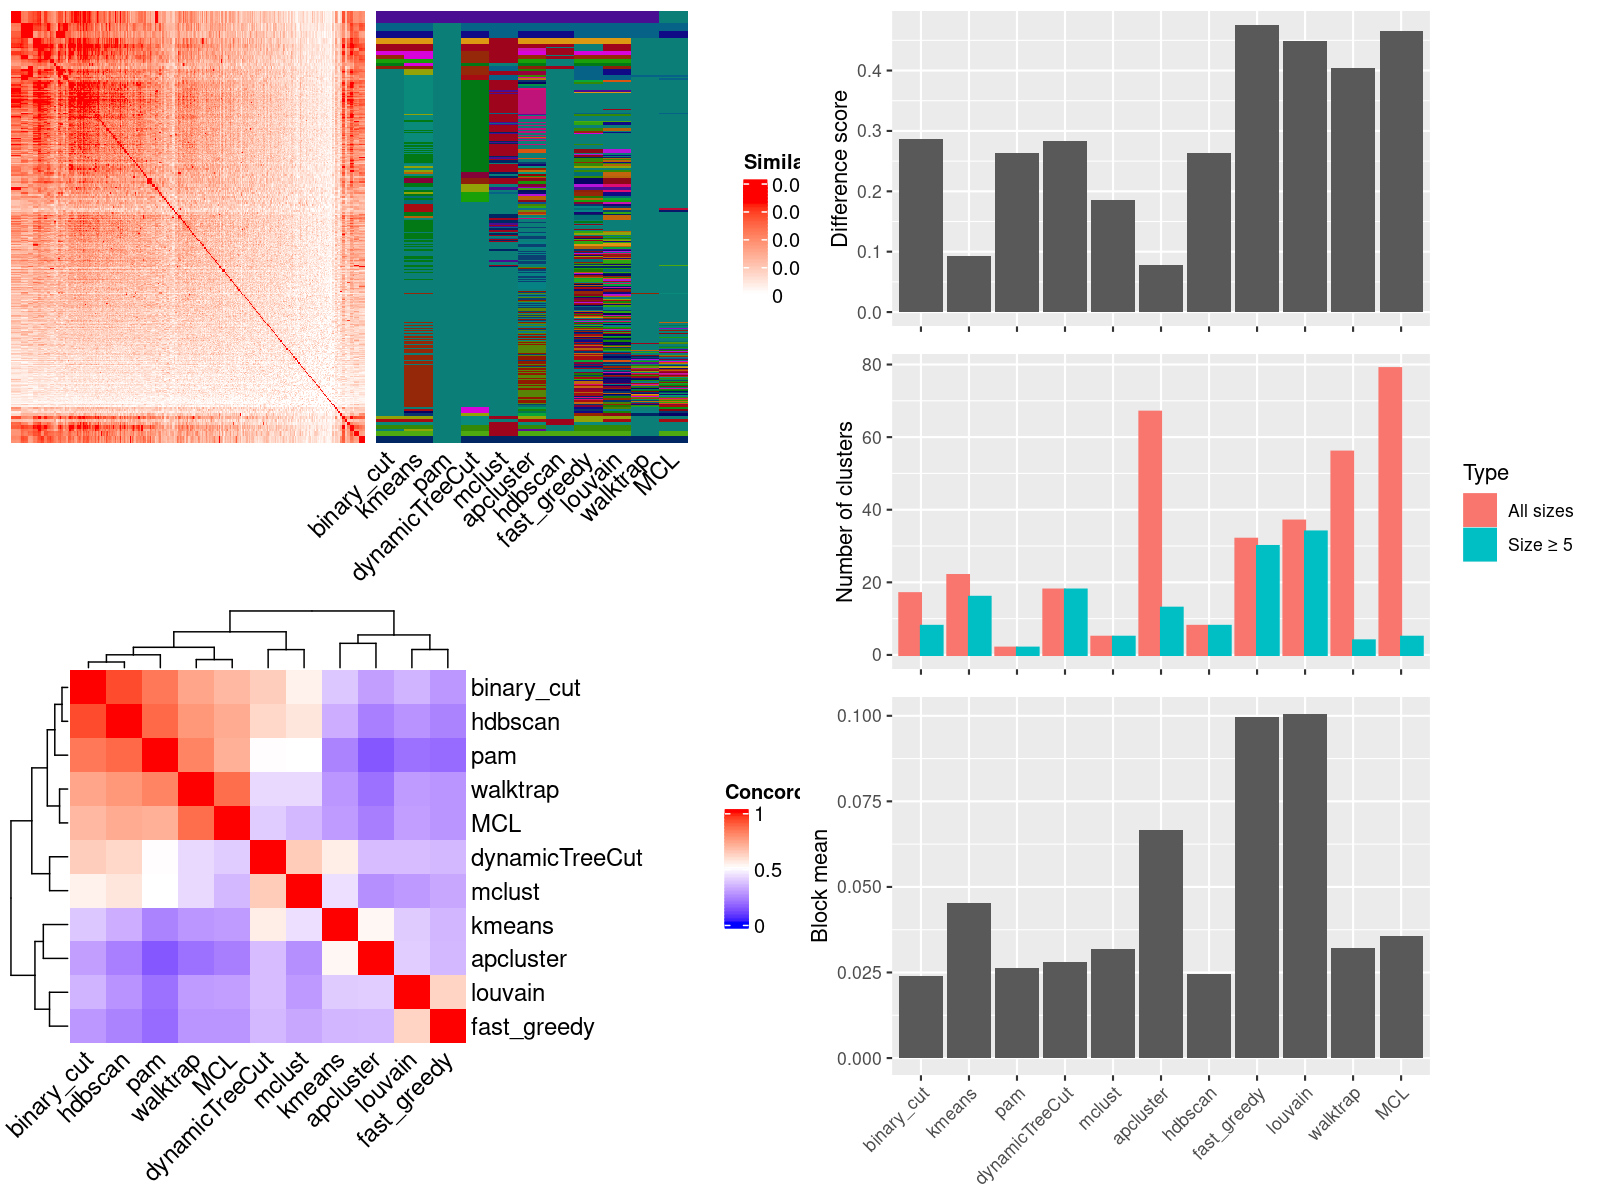 Simila
0.0
0.0
0.0
0.0
0
binary_cut
kmeans
pam
dynamicTreeCut
mclust
apcluster
hdbscan
fast_greedy
louvain
walktrap
MCL
binary_cut
hdbscan
pam
walktrap
MCL
dynamicTreeCut
mclust
kmeans
apcluster
louvain
fast_greedy
Concord
1
0.5
0
binary_cut
hdbscan
pam
walktrap
MCL
dynamicTreeCut
mclust
kmeans
apcluster
louvain
fast_greedy
Difference score
0.4
0.3
0.2
0.1
0.0
Number of clusters
80
60
40
20
0
Type
All sizes
Size ≥ 5
Block mean
0.100
0.075
0.050
0.025
0.000
binary_cut
kmeans
pam
dynamicTreeCut
mclust
apcluster
hdbscan
fast_greedy
louvain
walktrap
MCL